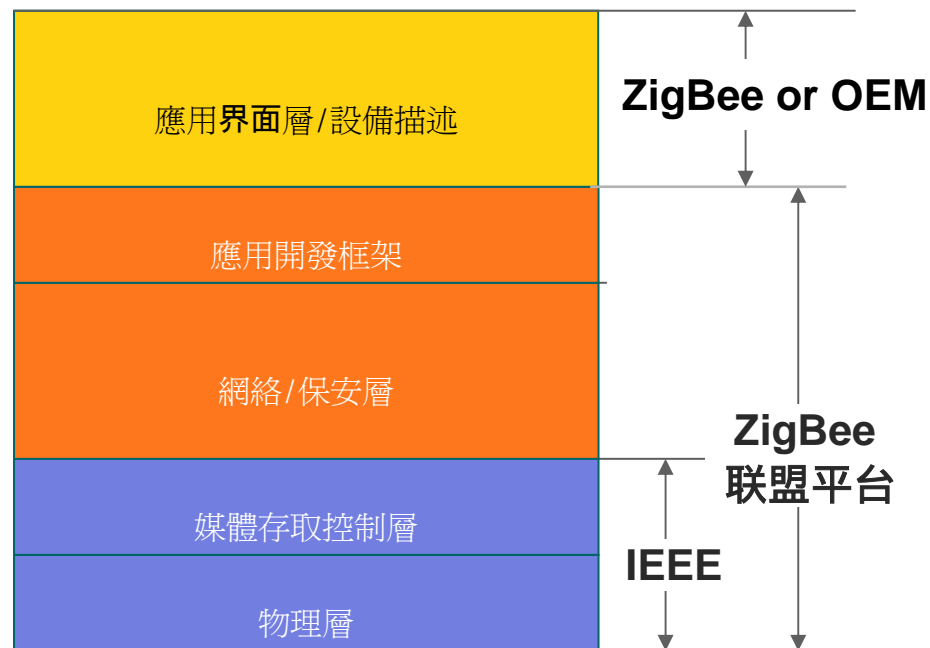 應用界面層/設備描述
ZigBee or OEM
應用開發框架
網絡/保安層
ZigBee
联盟平台
媒體存取控制層
IEEE
物理層